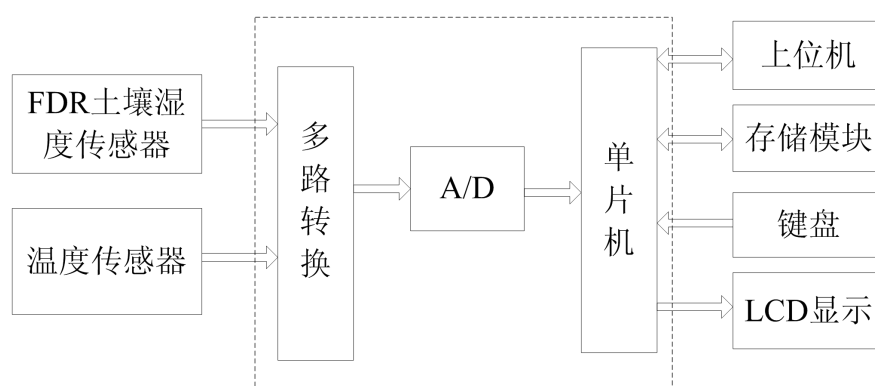 FDR土壤湿
度传感器
温度传感器
多
路
转
换
A/D
单
片
机
上位机
存储模块
键盘
LCD显示